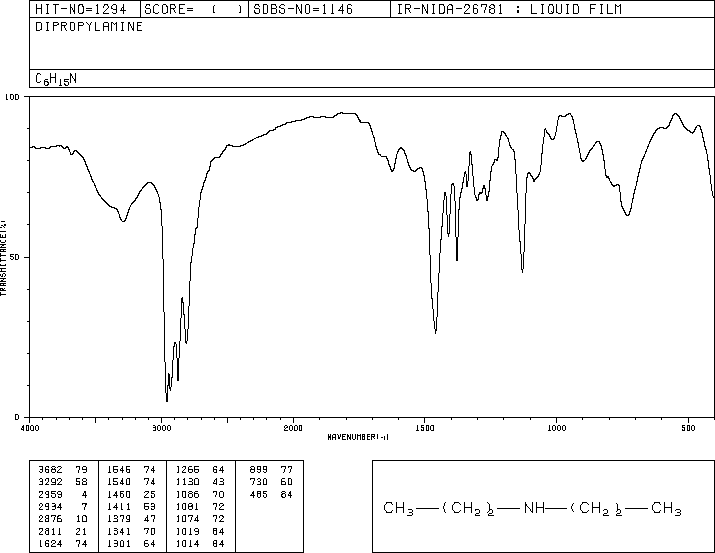 HIT-NO=1294 SCORE= ( ) SDBS-NO=1146 IR-NIDA-26781 : LIQUID FILM
DIPROPYLAMINE
C6H15N
100
50
0
TRANSMITTANCE(%)
4000 3000 2000 1500 1000 500
WAVENUMBER(-1)
3682 79 1546 74 1266 64 899 77
3292 58 1540 74 1130 43 730 60
2959 4 1460 25 1086 70 485 84
2934 7 1411 53 1081 72
2876 10 1379 47 1074 72
2811 21 1341 70 1019 84
1624 74 1301 64 1014 84
CH3—(CH2)2—NH—(CH2)2—CH3